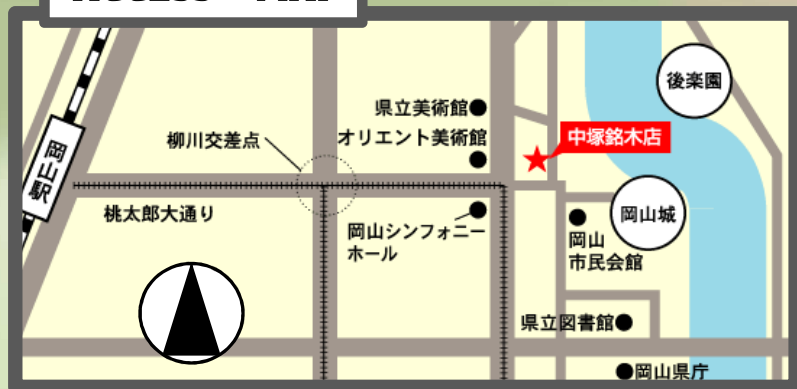 後楽園
県立美術館
中塚銘木店
オリエント美術館
柳川交差点
岡山駅
桃太郎大通り
岡山シンフォニー
ホール
岡山城
岡山
市民会館
県立図書館
岡山県庁